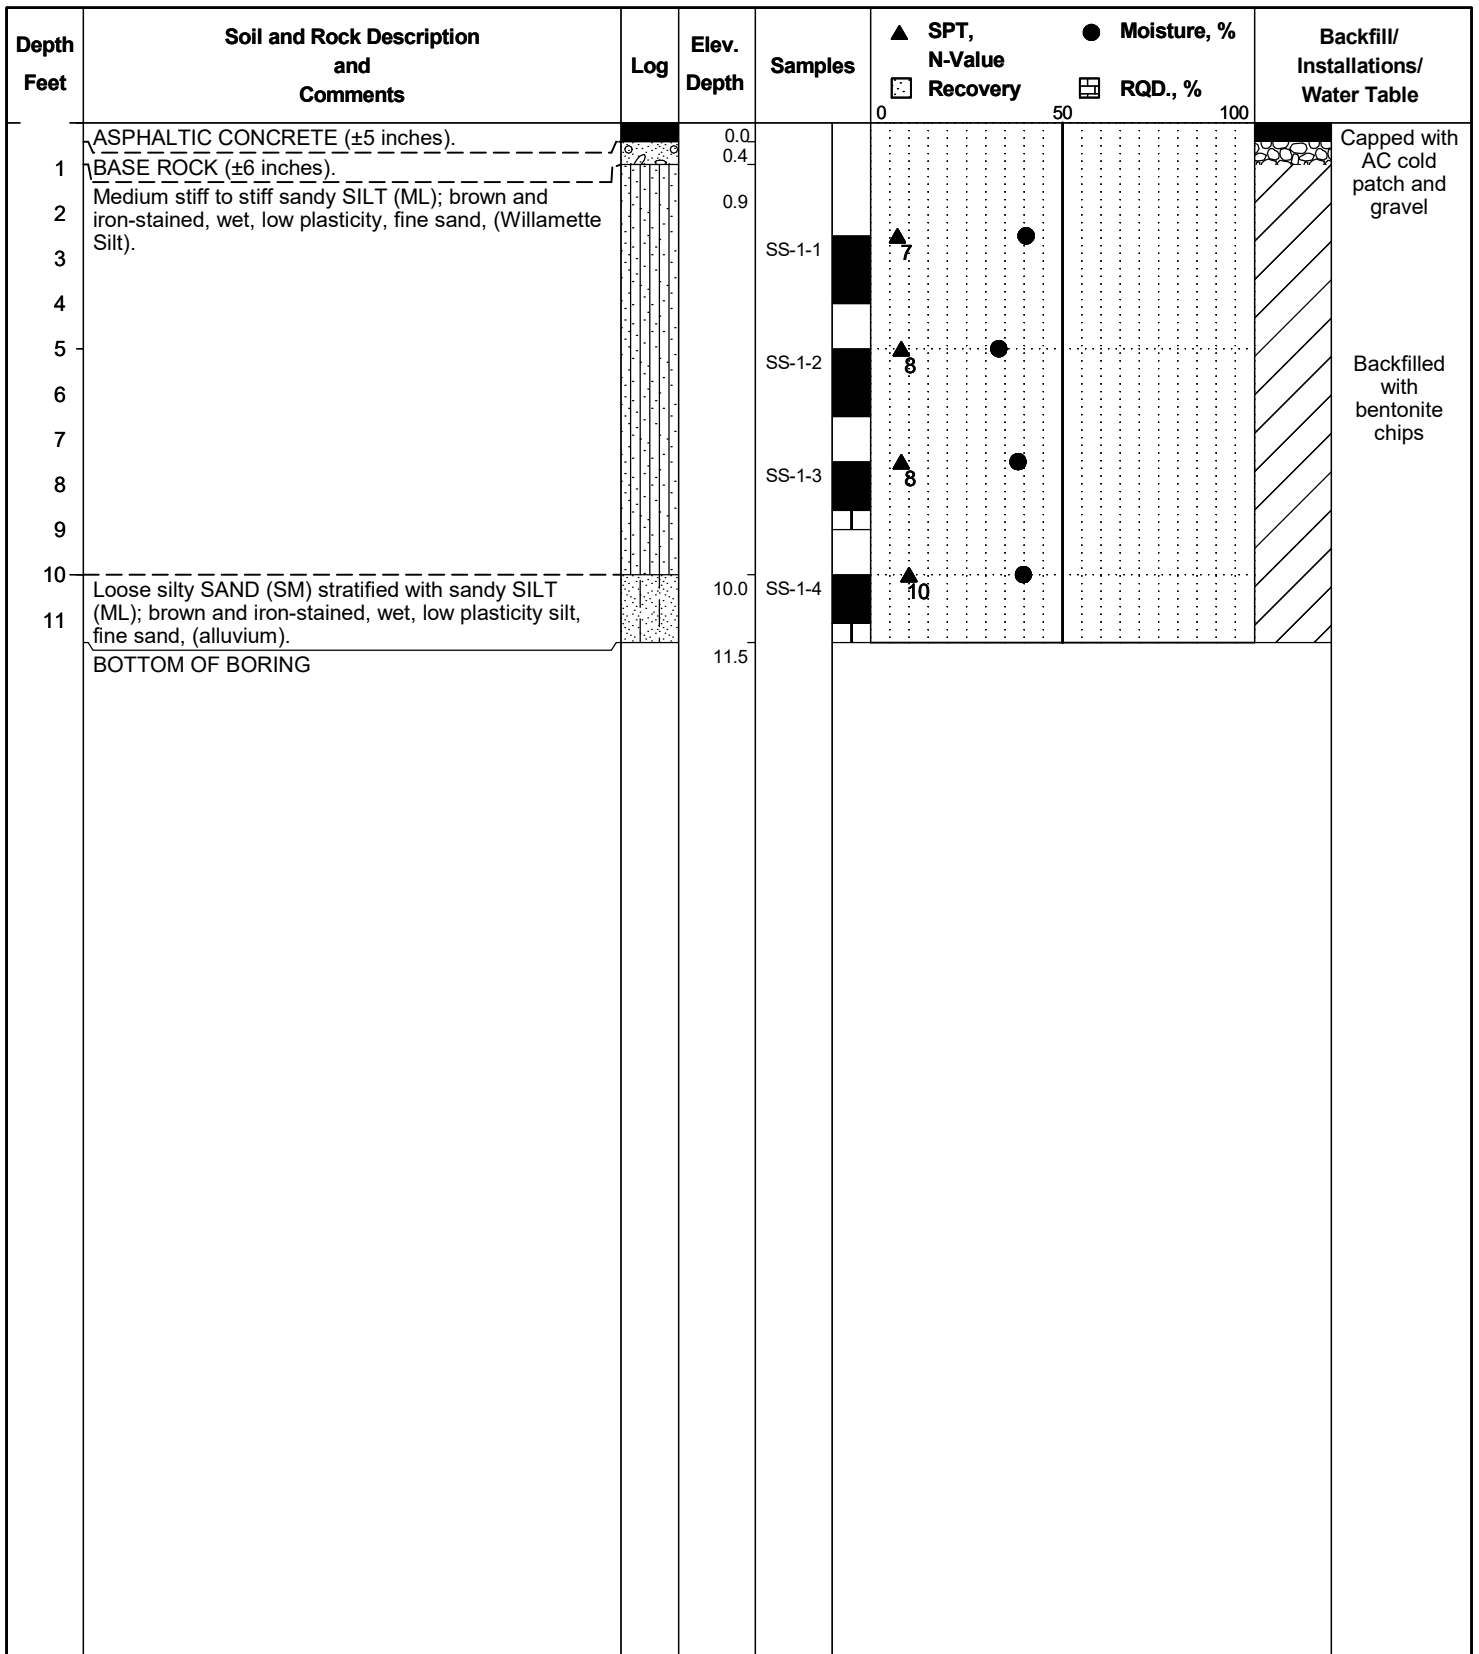 Depth
Feet
Soil and Rock Description
and
Comments
Log
Elev.
Depth
Samples
SPT,
N-Value
Moisture, %
Recovery
RQD., %
0 50 100
Backfill/
Installations/
Water Table
ASPHALTIC CONCRETE (±5 inches).
0.0
0.4
1
BASE ROCK (±6 inches).
Medium stiff to stiff sandy SILT (ML); brown and
iron-stained, wet, low plasticity, fine sand, (Willamette
Silt).
0.9
Capped with
AC cold
patch and
gravel
2
SS-1-1
7
3
4
5
SS-1-2
8
Backfilled
with
bentonite
chips
6
7
SS-1-3
8
8
9
10
Loose silty SAND (SM) stratified with sandy SILT
(ML); brown and iron-stained, wet, low plasticity silt,
fine sand, (alluvium).
10.0
SS-1-4
10
11
BOTTOM OF BORING
11.5